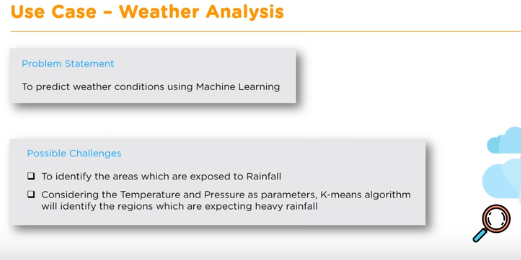 Use Case – Weather Analysis
Problem Statement
To predict weather conditions using Machine Learning
Possible Challenges
❑ To identify the areas which are exposed to Rainfall
❑ Considering the Temperature and Pressure as parameters, K-means algorithm
will identify the regions which are expecting heavy rainfall